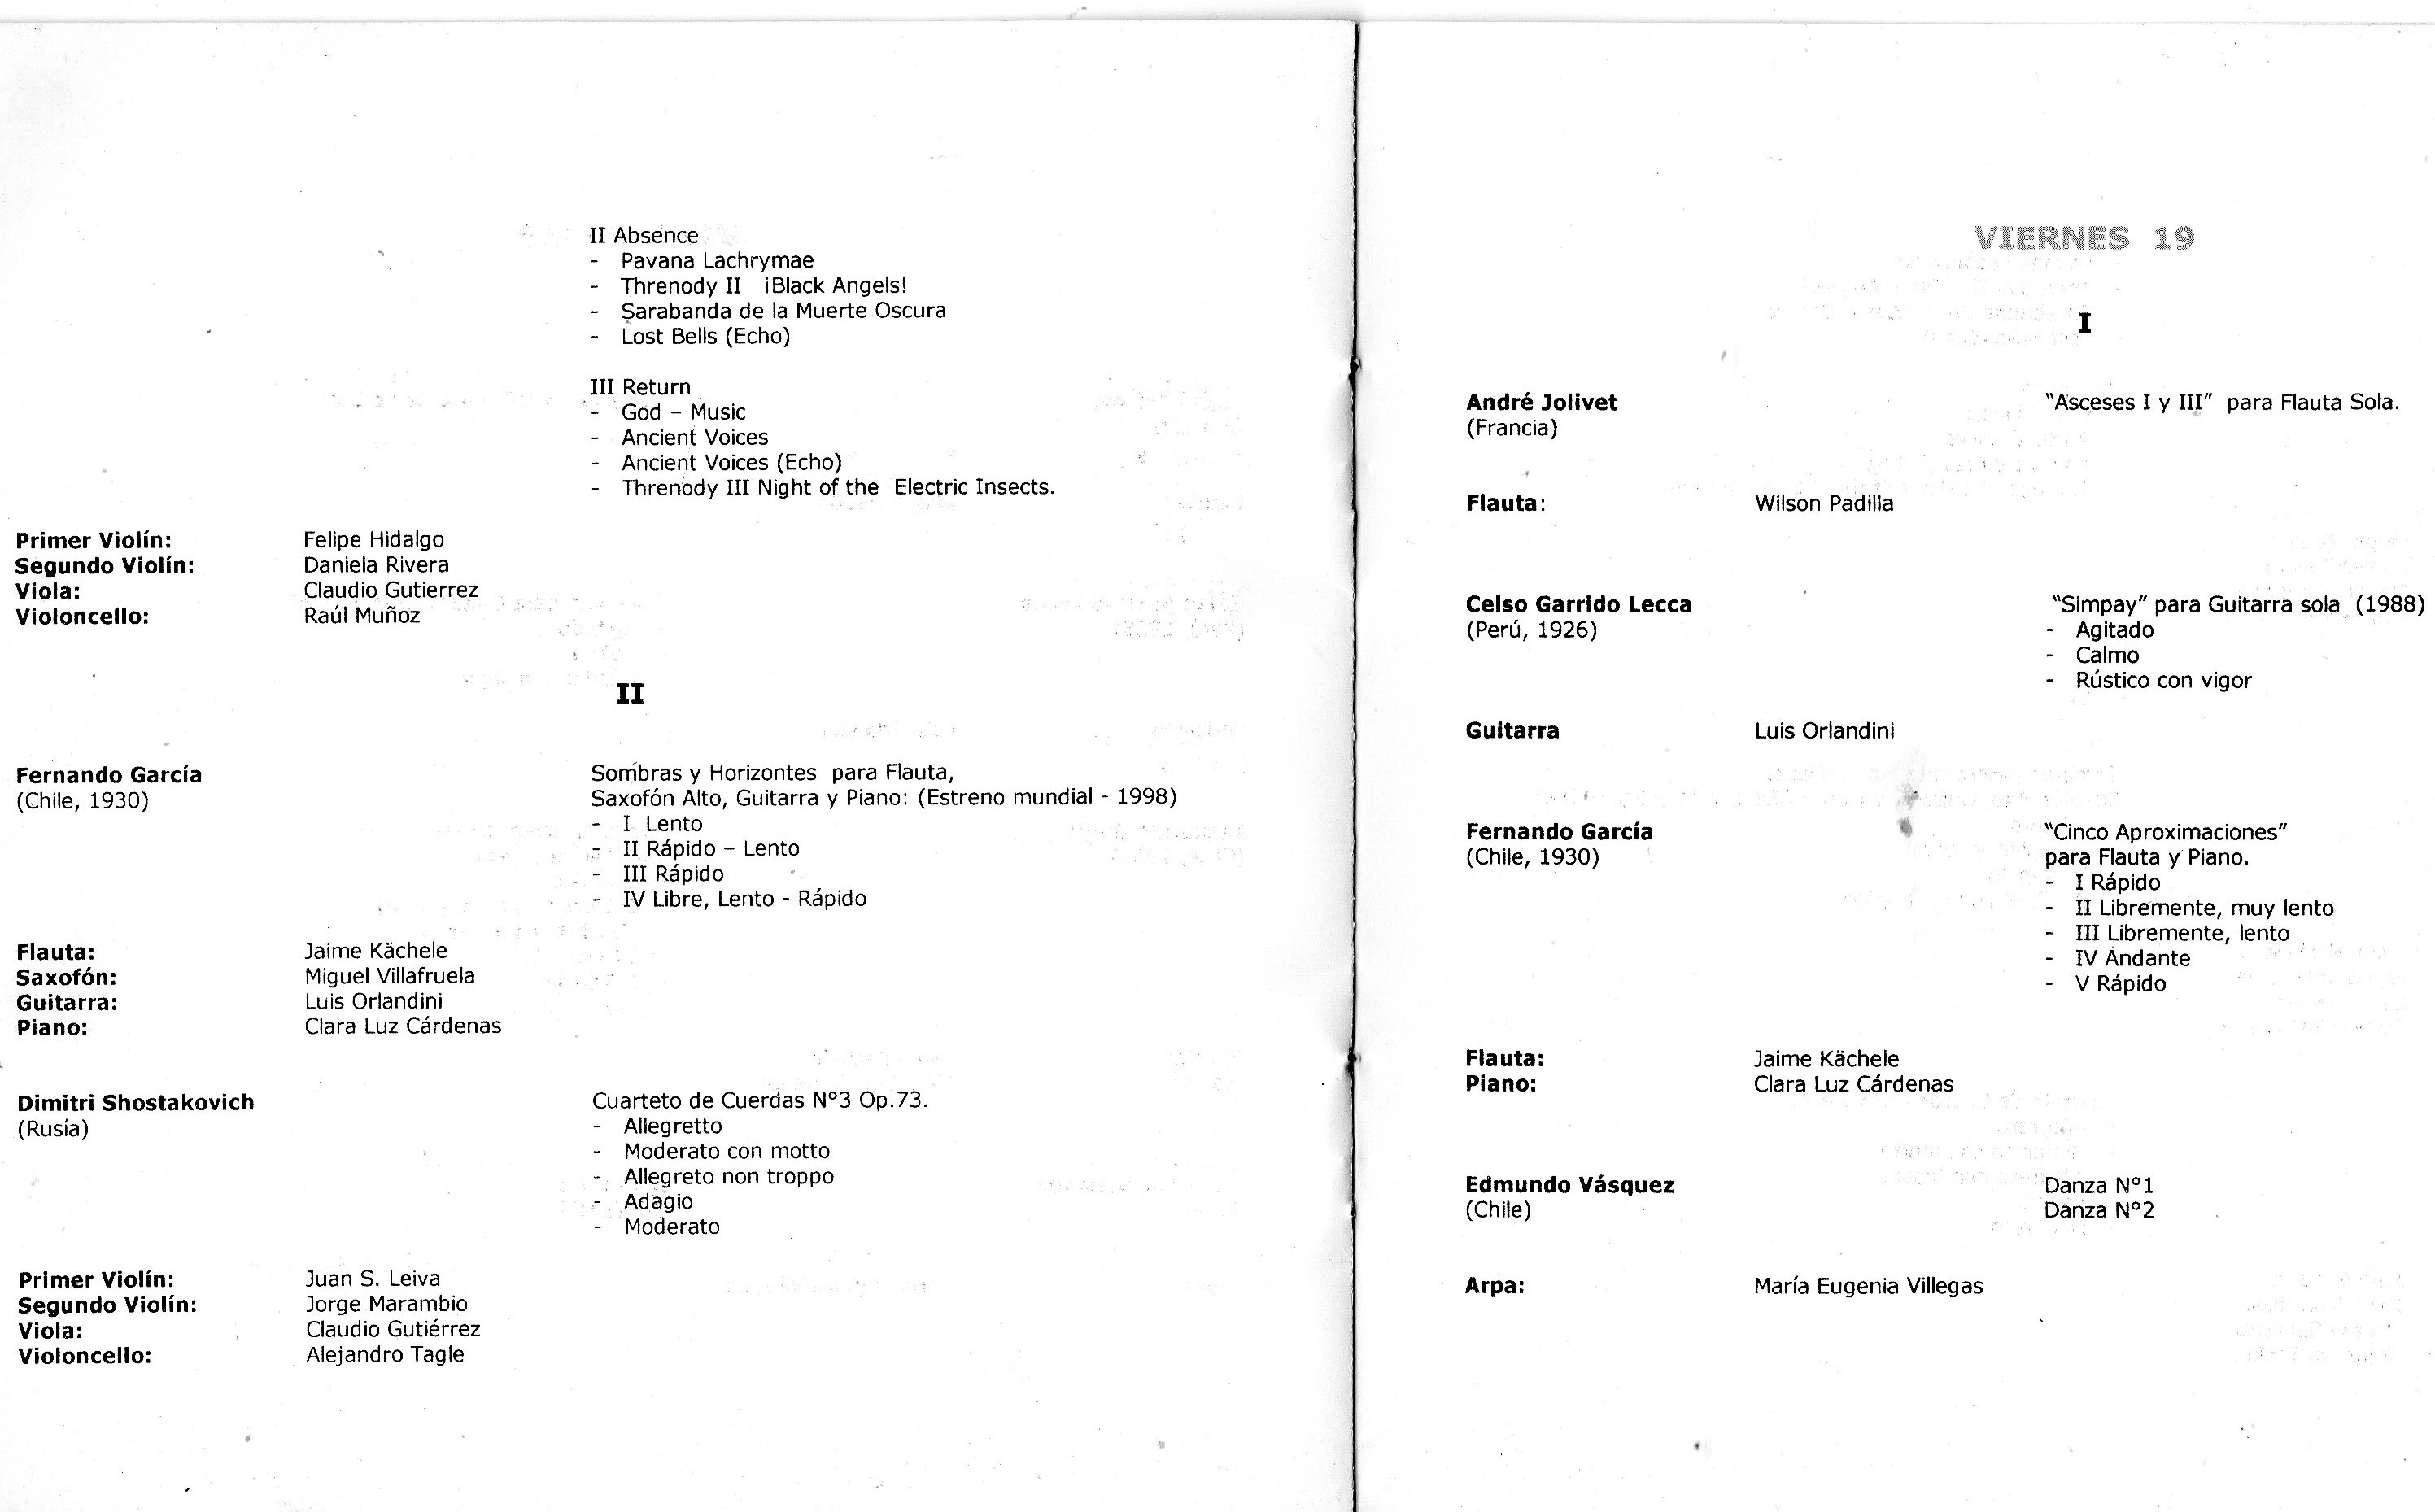 II Absence
- Pavana Lachrymae
- Threnody II ¡Black Angels!
- Sarabanda de la Muerte Oscura
- Lost Bells (Echo)
III Return
- God – Music
- Ancient Voices
- Ancient Voices (Echo)
- Threnody III Night of the Electric Insects.
Primer Violín: Felipe Hidalgo
Segundo Violín: Daniela Rivera
Viola: Claudio Gutierrez
Violoncello: Raúl Muñoz
II
Fernando García Sombras y Horizontes para Flauta,
(Chile, 1930) Saxofón Alto, Guitarra y Piano: (Estreno mundial - 1998)
- I Lento
- II Rápido – Lento
- III Rápido
- IV Libre, Lento - Rápido
Flauta: Jaime Kächele
Saxofón: Miguel Villafruela
Guitarra: Luis Orlandini
Piano: Clara Luz Cárdenas
Dimitri Shostakovich Cuarteto de Cuerdas Nº3 Op.73.
(Rusía) - Allegretto
- Moderato con motto
- Allegreto non troppo
- Adagio
- Moderato
Primer Violín: Juan S. Leiva
Segundo Violín: Jorge Marambio
Viola: Claudio Gutiérrez
Violoncello: Alejandro Tagle
VIERNES 19
I
André Jolivet "Asceses I y III" para Flauta Sola.
(Francia)
Flauta: Wilson Padilla
Celso Garrido Lecca "Simpay" para Guitarra sola (1988)
(Perú, 1926) - Agitado
- Calmo
- Rústico con vigor
Guitarra Luis Orlandini
Fernando García "Cinco Aproximaciones"
(Chile, 1930) para Flauta y Piano.
- I Rápido
- II Libremente, muy lento
- III Libremente, lento
- IV Andante
- V Rápido
Flauta: Jaime Kächele
Piano: Clara Luz Cárdenas
Edmundo Vásquez Danza Nº1
(Chile) Danza Nº2
Arpa: María Eugenia Villegas